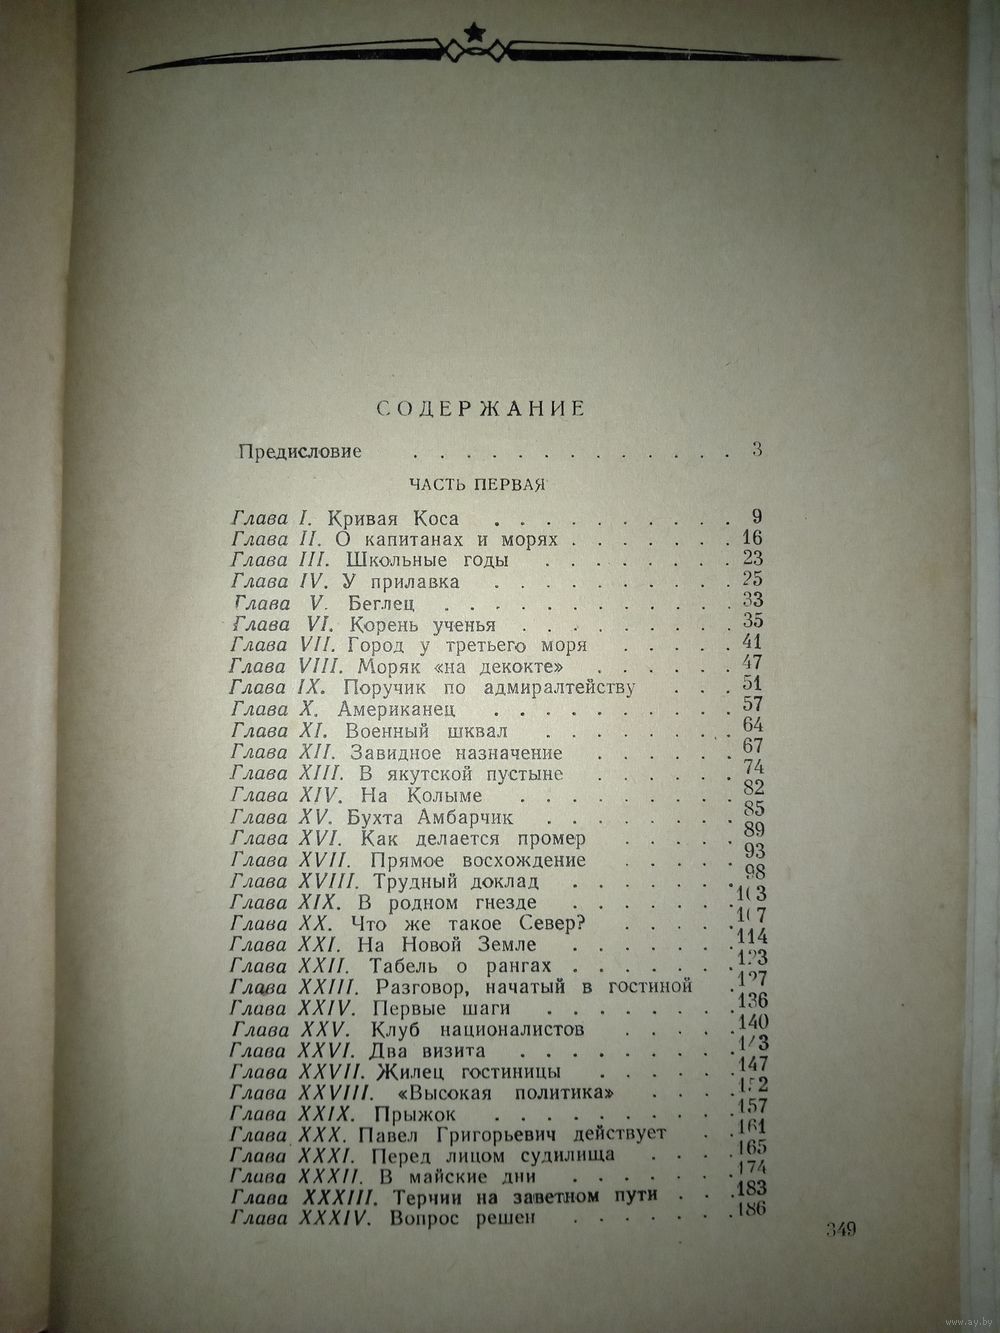 СОДЕРЖАНИЕ
Предисловие . . . . . . . . . . . . . 3
ЧАСТЬ ПЕРВАЯ
Глава I. Кривая Коса . . . . . . . . . . 9
Глава II. О капитанах и морях . . . . . . . 16
Глава III. Школьные годы . . . . . . . . 23
Глава IV. У прилавка . . . . . . . . . . 25
Глава V. Беглец . . . . . . . . . . . . 33
Глава VI. Корень ученья . . . . . . . . . 35
Глава VII. Город у третьего моря . . . . . 41
Глава VIII. Моряк «на декокте» . . . . . . 47
Глава IX. Поручик по адмиралтейству . . . 51
Глава X. Американец . . . . . . . . . . 57
Глава XI. Военный шквал . . . . . . . . 64
Глава XII. Завидное назначение . . . . . . 67
Глава XIII. В якутской пустыне . . . . . . 74
Глава XIV. На Колыме . . . . . . . . . 82
Глава XV. Бухта Амбарчик . . . . . . . . 85
Глава XVI. Как делается промер . . . . . 89
Глава XVII. Прямое восхождение . . . . . 93
Глава XVIII. Трудный доклад . . . . . . . 98
Глава XIX. В родном гнезде . . . . . . . 103
Глава XX. Что же такое Север? . . . . . 107
Глава XXI. На Новой Земле . . . . . . . 114
Глава XXII. Табель о рангах . . . . . . . 123
Глава XXIII. Разговор, начатый в гостиной . 127
Глава XXIV. Первые шаги . . . . . . . . 136
Глава XXV. Клуб националистов . . . . . 140
Глава XXVI. Два визита . . . . . . . . . 143
Глава XXVII. Жилец гостиницы . . . . . . 147
Глава XXVIII. «Высокая политика» . . . . 152
Глава XXIX. Прыжок . . . . . . . . . . 157
Глава XXX. Павел Григорьевич действует . . 161
Глава XXXI. Перед лицом судилища . . . . 165
Глава XXXII. В майские дни . . . . . . . 174
Глава XXXIII. Терчии на заветном пути . . . 183
Глава XXXIV. Вопрос решен . . . . . . . 186
349
www.ay.by